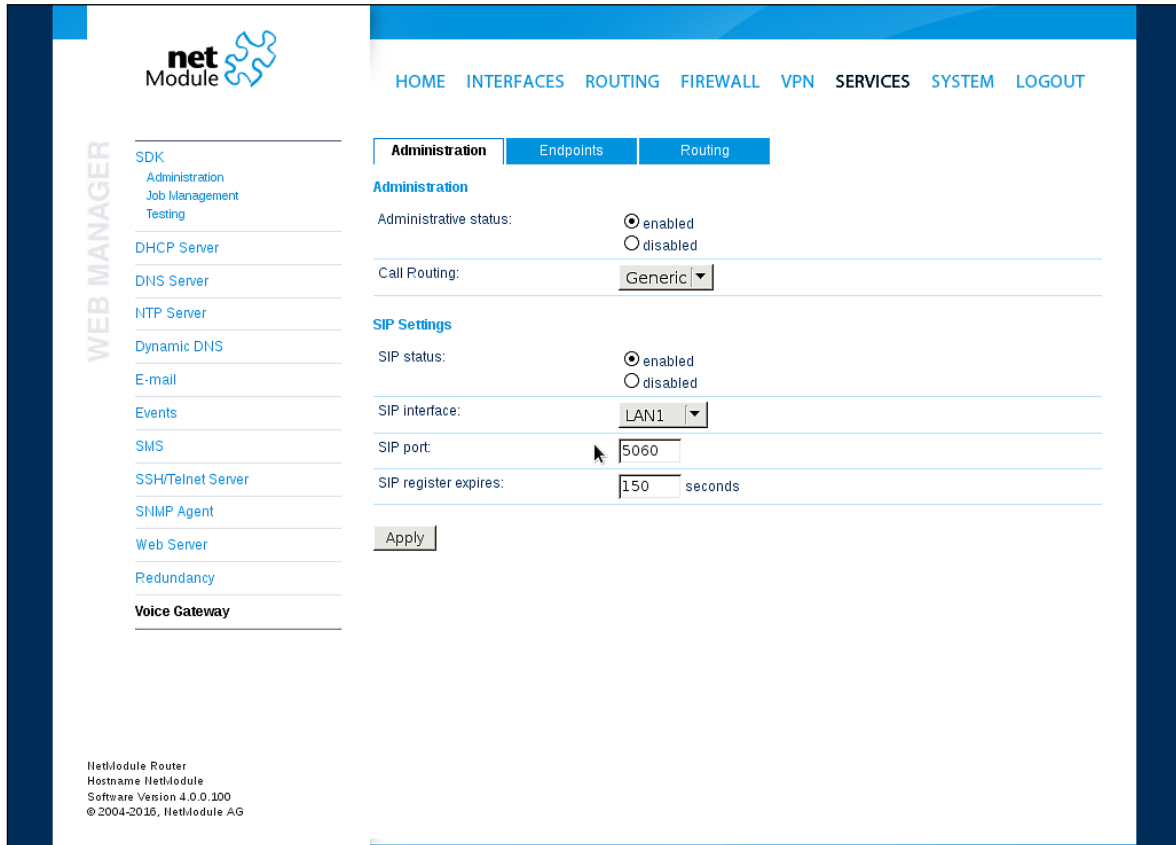 net
Module
HOME INTERFACES ROUTING FIREWALL VPN SERVICES SYSTEM LOGOUT
WEB MANAGER
SDK
Administration
Job Management
Testing
DHCP Server
DNS Server
NTP Server
Dynamic DNS
E-mail
Events
SMS
SSH/Telnet Server
SNMP Agent
Web Server
Redundancy
Voice Gateway
Administration Endpoints Routing
Administration
Administrative status: enabled
disabled
Call Routing: Generic
SIP Settings
SIP status: enabled
disabled
SIP interface: LAN1
SIP port: 5060
SIP register expires: 150 seconds
Apply
NetModule Router
Hostname NetModule
Software Version 4.0.0.100
© 2004-2016, NetModule AG